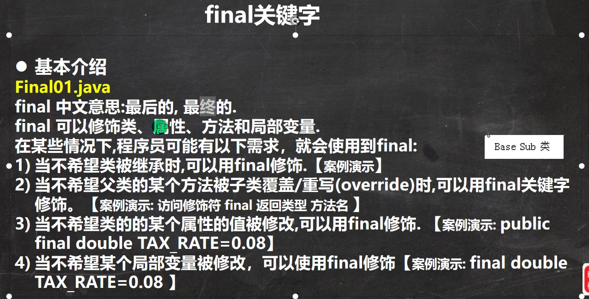 final关键字
● 基本介绍
Final01.java
final 中文意思:最后的, 最终的.
final 可以修饰类、属性、方法和局部变量.
在某些情况下,程序员可能有以下需求，就会使用到final:
Base Sub 类
1) 当不希望类被继承时,可以用final修饰.【案例演示】
2) 当不希望父类的某个方法被子类覆盖/重写(override)时,可以用final关键字
修饰。【案例演示: 访问修饰符 final 返回类型 方法名 】
3) 当不希望类的的某个属性的值被修改,可以用final修饰. 【案例演示: public
final double TAX_RATE=0.08】
4) 当不希望某个局部变量被修改，可以使用final修饰【案例演示: final double
TAX_RATE=0.08 】